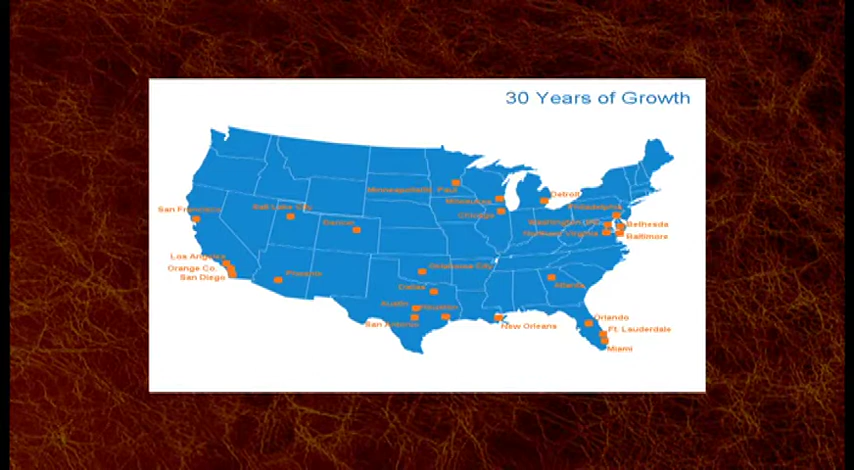 30 Years of Growth
Minneapolis/St. Paul
Detroit
Milwaukee
Chicago
Philadelphia
San Francisco
Salt Lake City
Denver
Washington D.C.
Bethesda
Northern Virginia
Baltimore
Los Angeles
Orange Co.
San Diego
Phoenix
Oklahoma City
Dallas
Atlanta
Austin
Houston
San Antonio
New Orleans
Orlando
Ft. Lauderdale
Miami